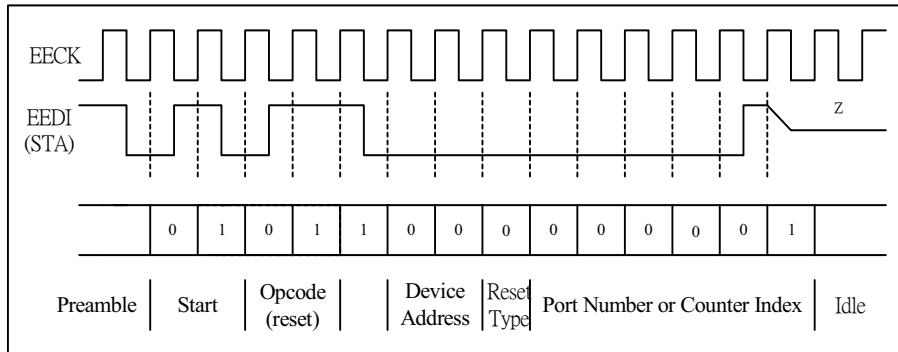 EECK
EEDI
(STA)
Z
0 1 0 1 1 0 0 0 0 0 0 0 0 1
Preamble Start Opcode (reset) Device Address Reset Type Port Number or Counter Index Idle